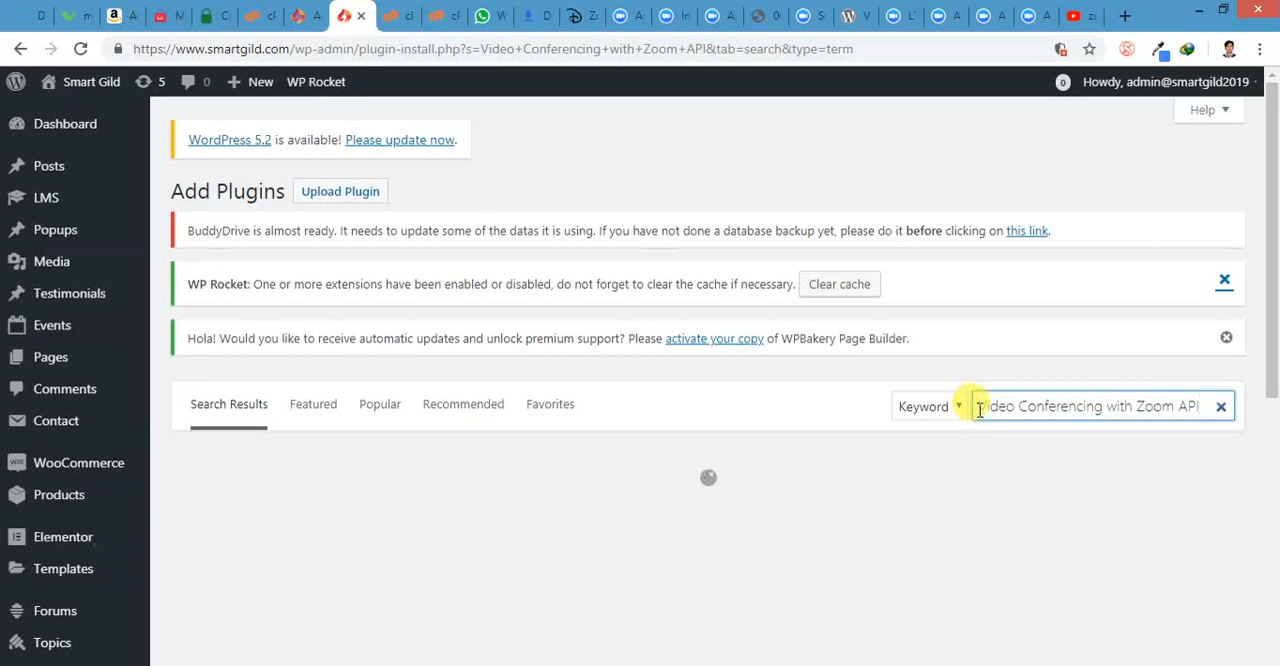 D
m
A
M
C
cl
A
cl
cl
W
D
Z
A
In
A
0
S
V
L
A
A
A
https://www.smartgild.com/wp-admin/plugin-install.php?s=Video+Conferencing+with+Zoom+API&tab=search&type=term
Smart Gild 5 0 New WP Rocket 0 Howdy, admin@smartgild2019
Help
Dashboard
Posts
LMS
Popups
Media
Testimonials
Events
Pages
Comments
Contact
WooCommerce
Products
Elementor
Templates
Forums
Topics
WordPress 5.2 is available! Please update now.
Add Plugins Upload Plugin
BuddyDrive is almost ready. It needs to update some of the datas it is using. If you have not done a database backup yet, please do it before clicking on this link.
WP Rocket: One or more extensions have been enabled or disabled, do not forget to clear the cache if necessary. Clear cache
Hola! Would you like to receive automatic updates and unlock premium support? Please activate your copy of WPBakery Page Builder.
Search Results Featured Popular Recommended Favorites Keyword Video Conferencing with Zoom API